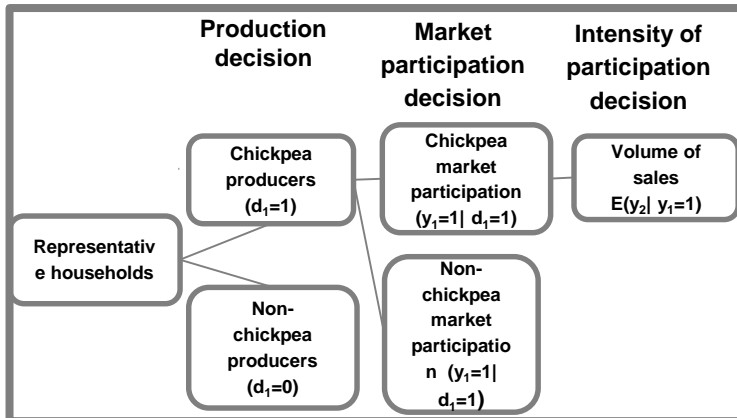 Production
decision
Market
participation
decision
Intensity of
participation
decision
Chickpea
producers
(d₁=1)
Chickpea
market
participation
(y₁=1| d₁=1)
Volume of
sales
E(y₂| y₁=1)
Representativ
e households
Non-
chickpea
producers
(d₁=0)
Non-
chickpea
market
participatio
n (y₁=1|
d₁=1)